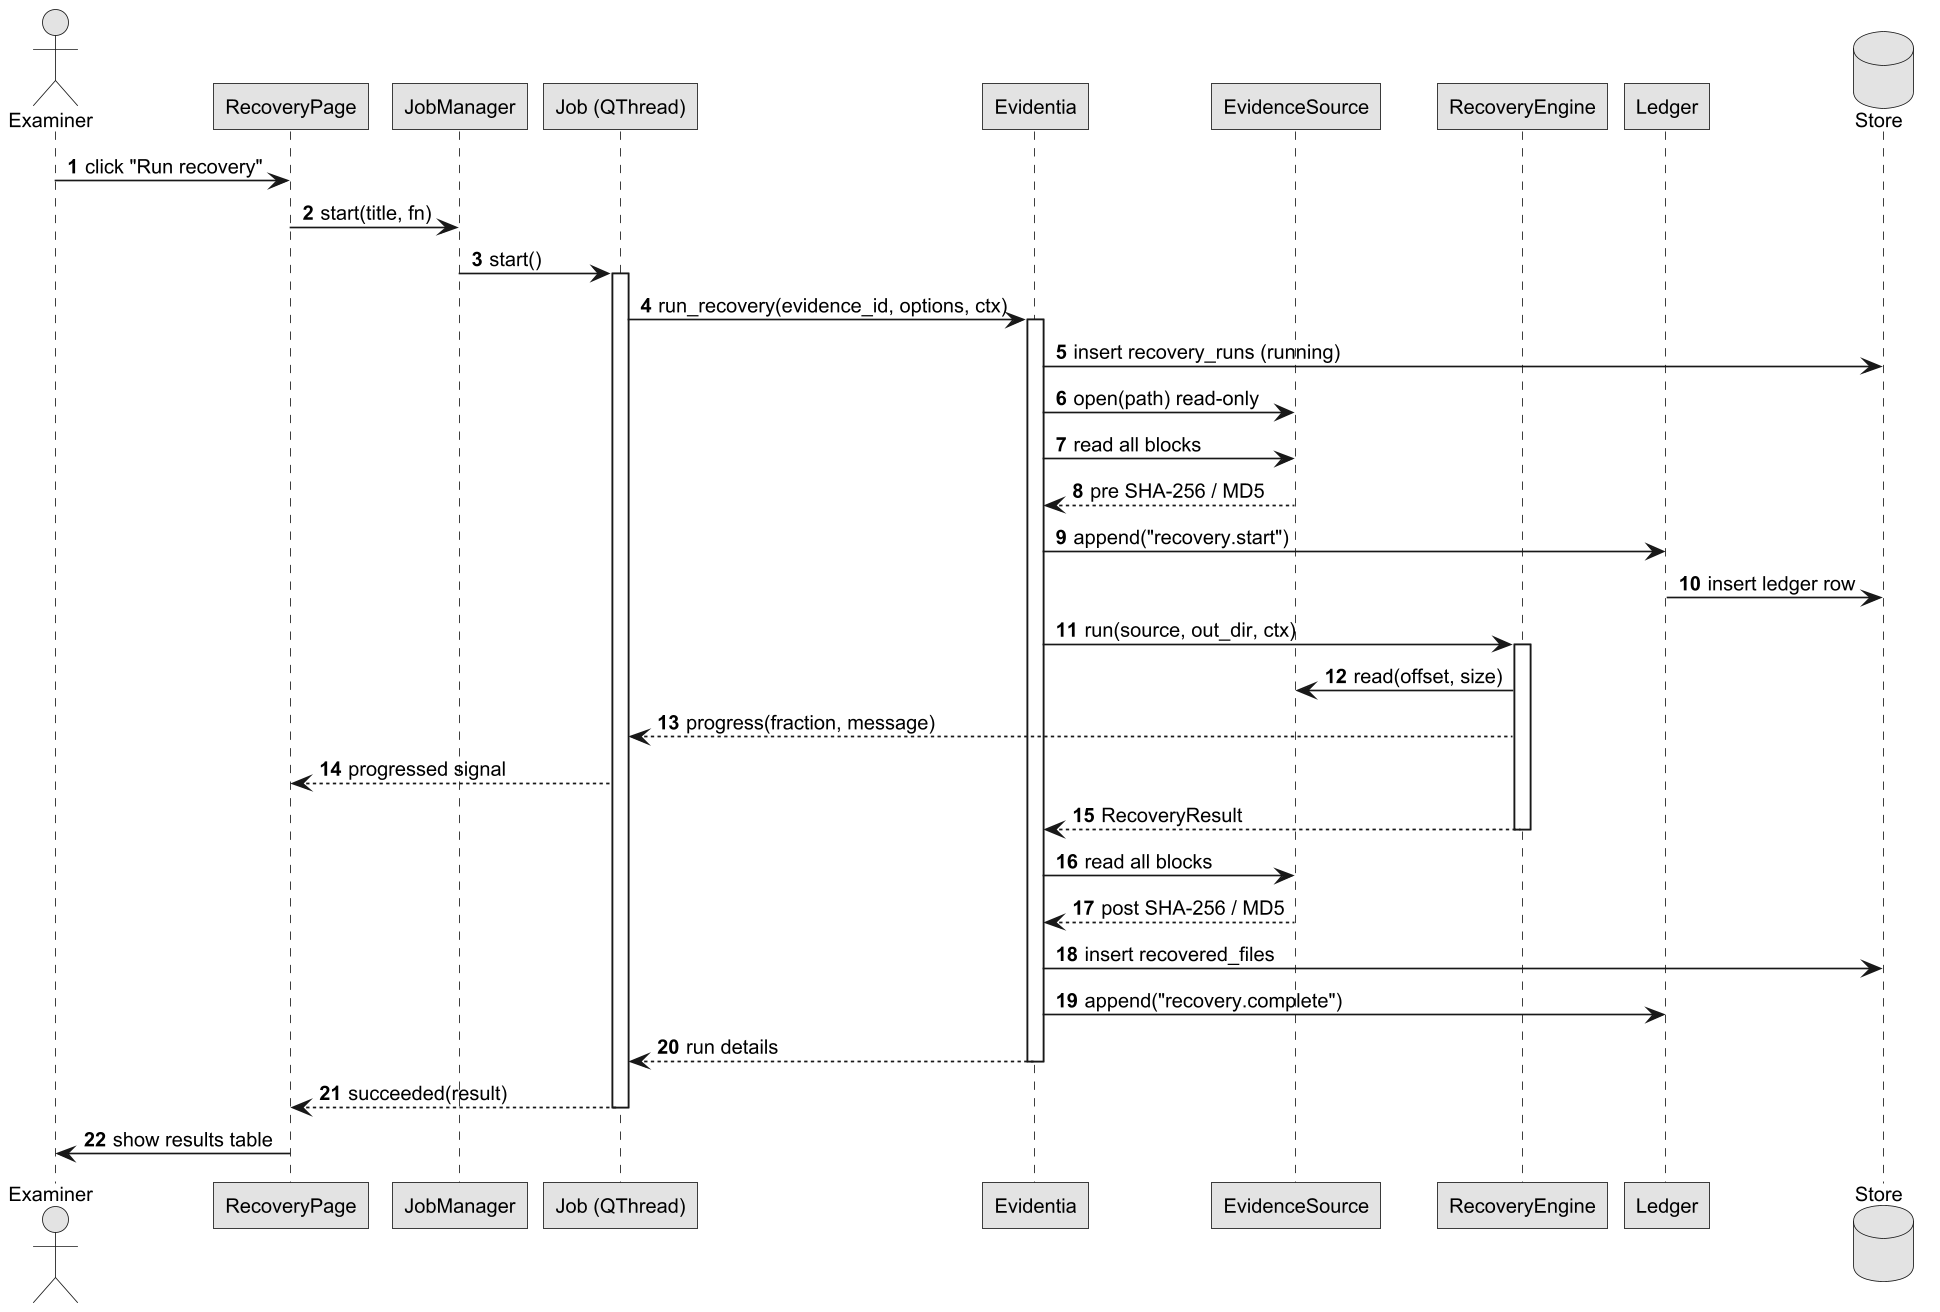 Examiner
RecoveryPage
JobManager
Job (QThread)
Evidentia
EvidenceSource
RecoveryEngine
Ledger
Store
1 click "Run recovery"
2 start(title, fn)
3 start()
4 run_recovery(evidence_id, options, ctx)
5 insert recovery_runs (running)
6 open(path) read-only
7 read all blocks
8 pre SHA-256 / MD5
9 append("recovery.start")
10 insert ledger row
11 run(source, out_dir, ctx)
12 read(offset, size)
13 progress(fraction, message)
14 progressed signal
15 RecoveryResult
16 read all blocks
17 post SHA-256 / MD5
18 insert recovered_files
19 append("recovery.complete")
20 run details
21 succeeded(result)
22 show results table
Examiner
RecoveryPage
JobManager
Job (QThread)
Evidentia
EvidenceSource
RecoveryEngine
Ledger
Store